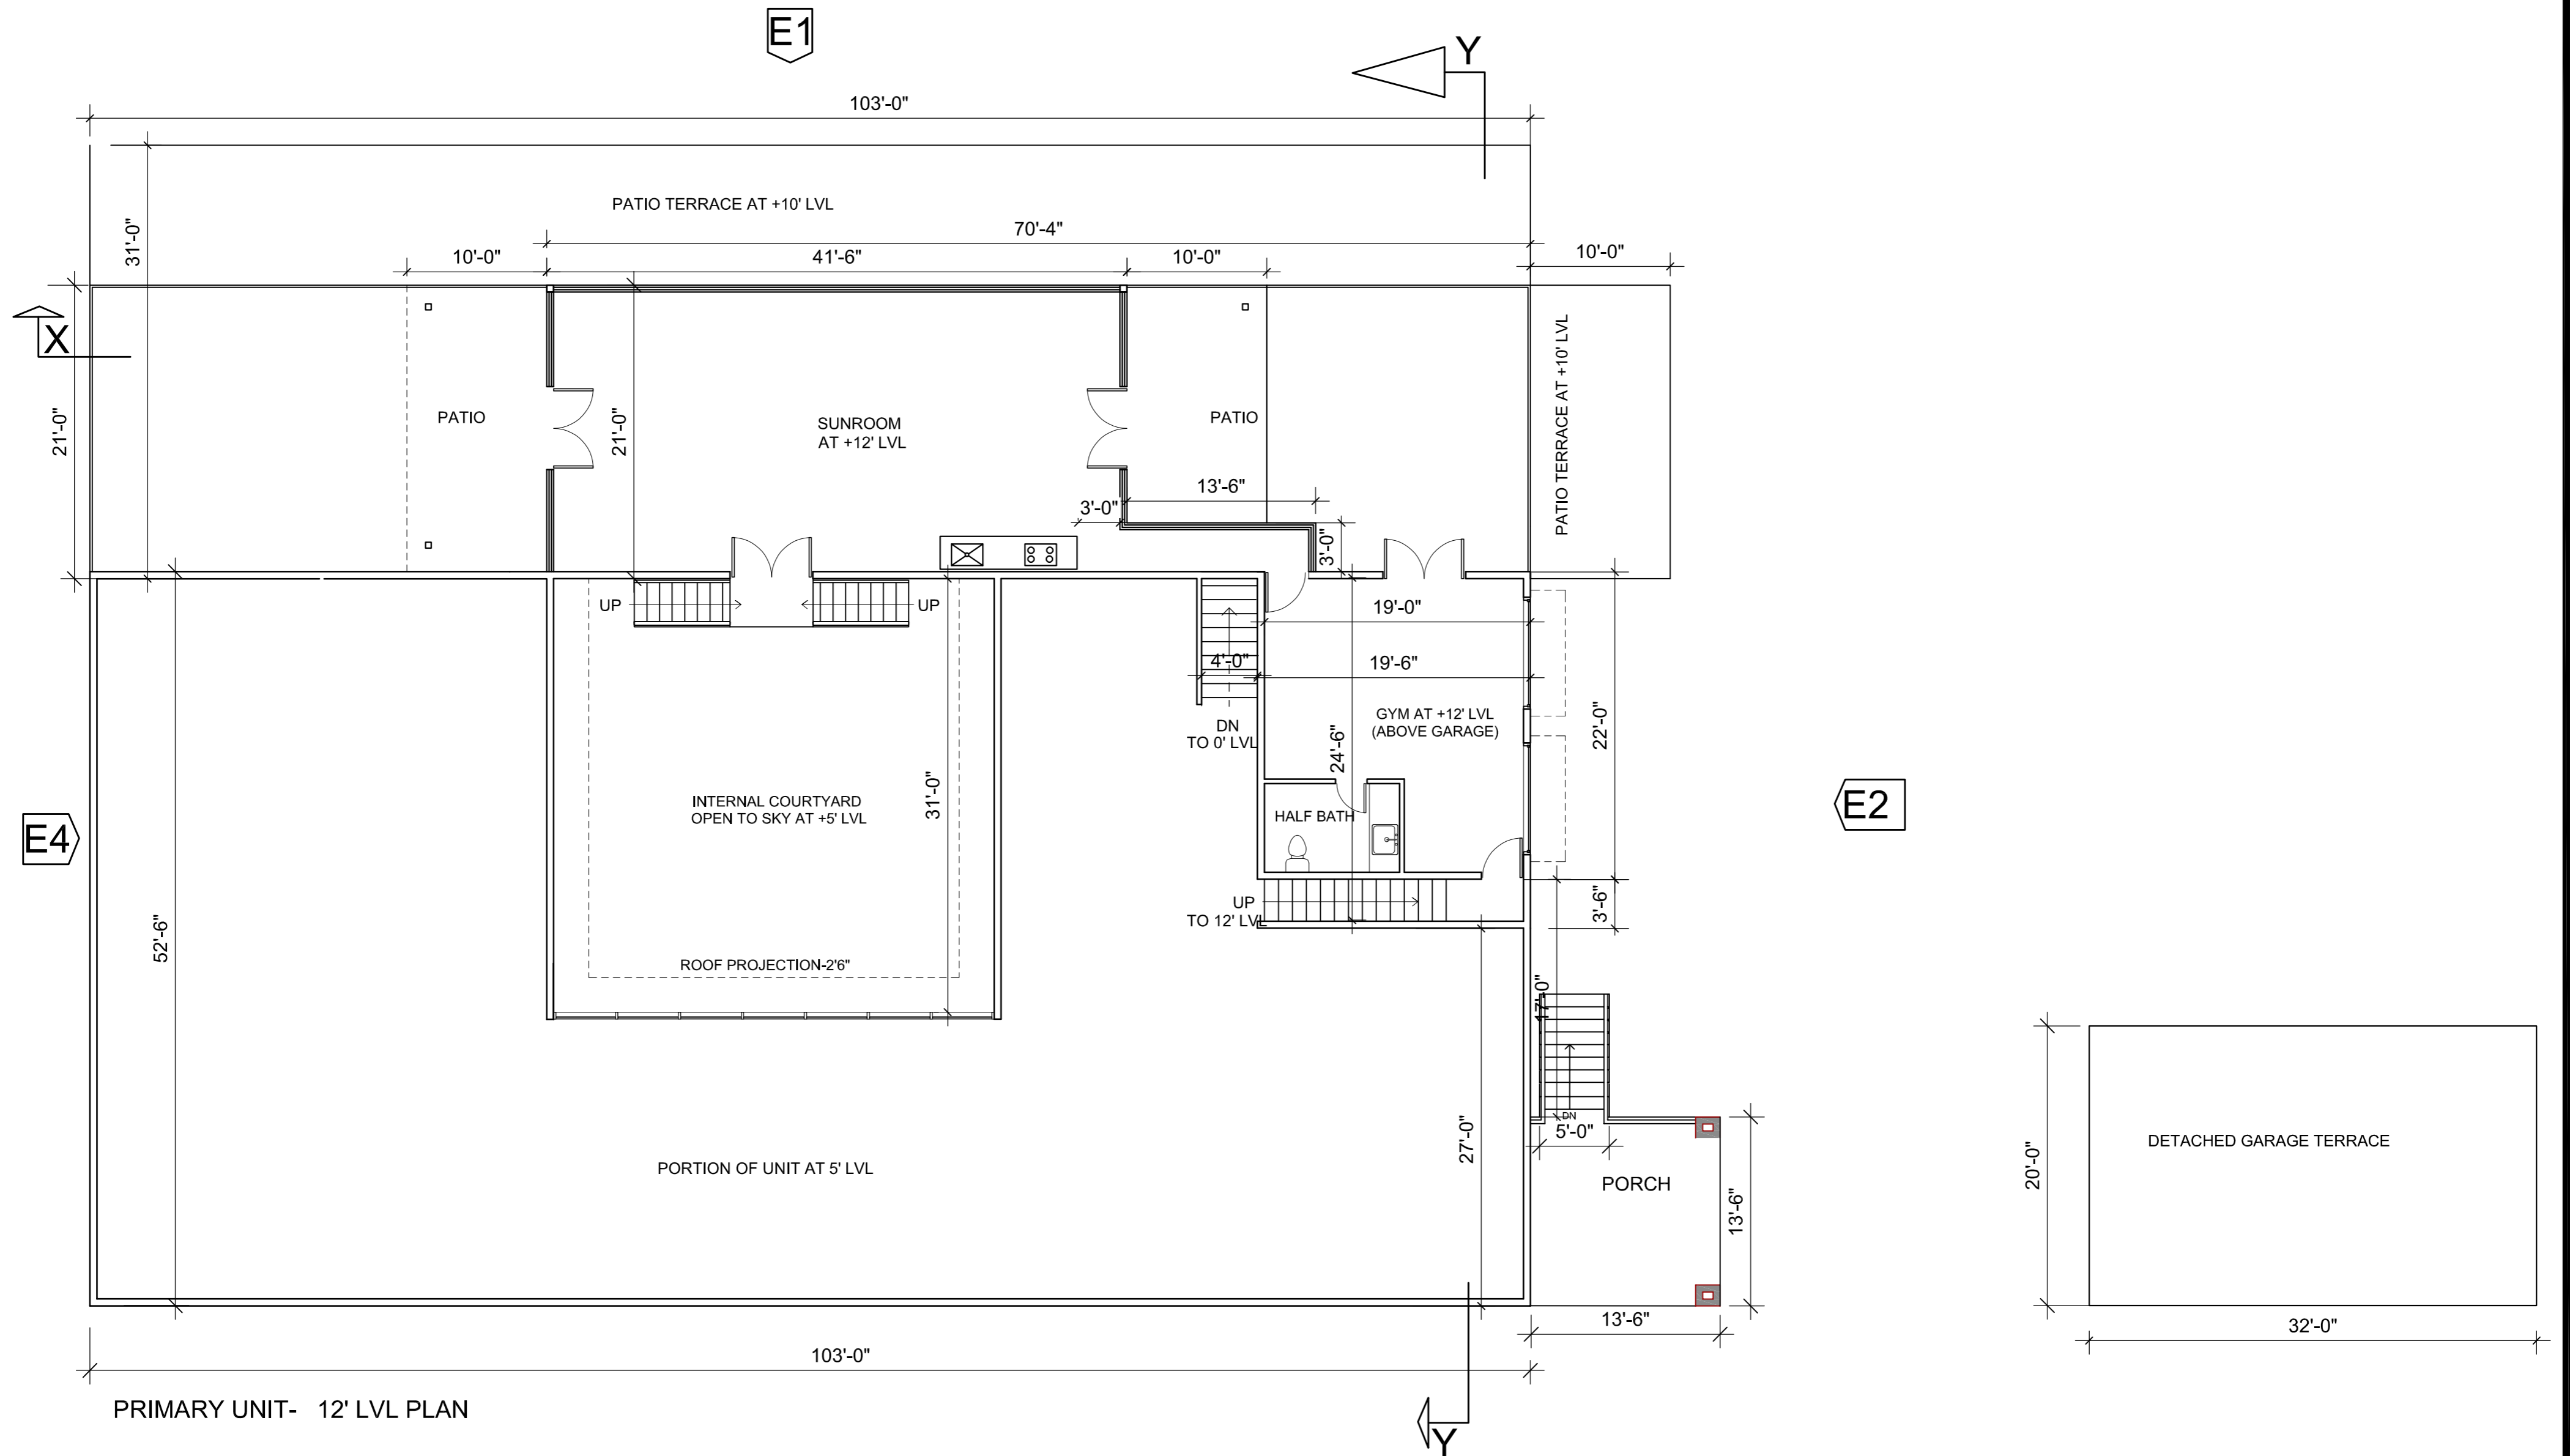 E1
Y
103'-0"
PATIO TERRACE AT +10' LVL
31'-0"
70'-4"
10'-0"
41'-6"
10'-0"
10'-0"
X
21'-0"
PATIO
21'-0"
SUNROOM
AT +12' LVL
PATIO
PATIO TERRACE AT +10' LVL
13'-6"
3'-0"
3'-0"
UP
UP
19'-0"
4'-0"
19'-6"
DN
TO 0' LVL
GYM AT +12' LVL
(ABOVE GARAGE)
24'-6"
22'-0"
INTERNAL COURTYARD
OPEN TO SKY AT +5' LVL
31'-0"
HALF BATH
E2
E4
UP
TO 12' LVL
3'-6"
52'-6"
ROOF PROJECTION-2'6"
17'-0"
DN
5'-0"
27'-0"
PORTION OF UNIT AT 5' LVL
PORCH
13'-6"
20'-0"
DETACHED GARAGE TERRACE
13'-6"
32'-0"
103'-0"
PRIMARY UNIT- 12' LVL PLAN
Y